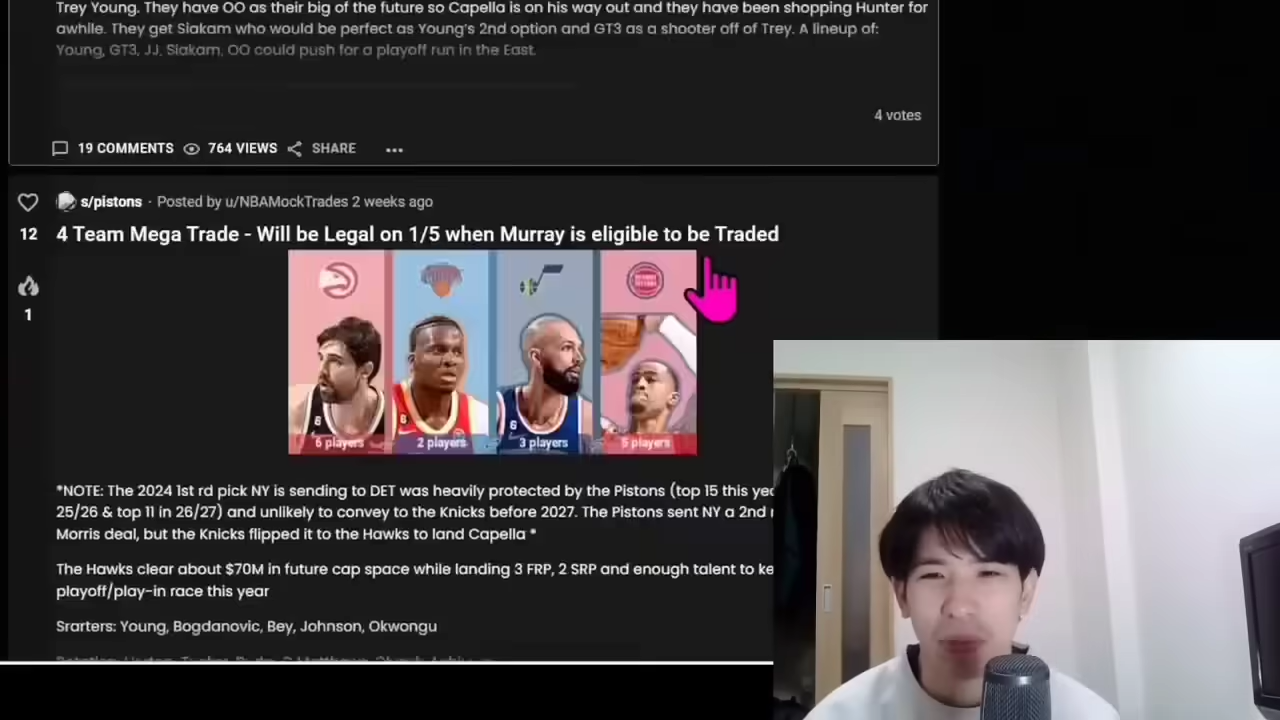 Trey Young. They have OO as their big of the future so Capella is on his way out and they have been shopping Hunter for
awhile. They get Siakam who would be perfect as Young's 2nd option and GT3 as a shooter off of Trey. A lineup of:
Young, GT3, JJ, Siakam, OO could push for a playoff run in the East.
4 votes
19 COMMENTS 764 VIEWS SHARE ...
s/pistons · Posted by u/NBAMockTrades 2 weeks ago
12 4 Team Mega Trade - Will be Legal on 1/5 when Murray is eligible to be Traded
1
6 players 2 players 3 players 5 players
*NOTE: The 2024 1st rd pick NY is sending to DET was heavily protected by the Pistons (top 15 this
25/26 & top 11 in 26/27) and unlikely to convey to the Knicks before 2027. The Pistons sent NY a 2nd
Morris deal, but the Knicks flipped it to the Hawks to land Capella *
The Hawks clear about $70M in future cap space while landing 3 FRP, 2 SRP and enough talent to
playoff/play-in race this year
Srarters: Young, Bogdanovic, Bey, Johnson, Okwongu